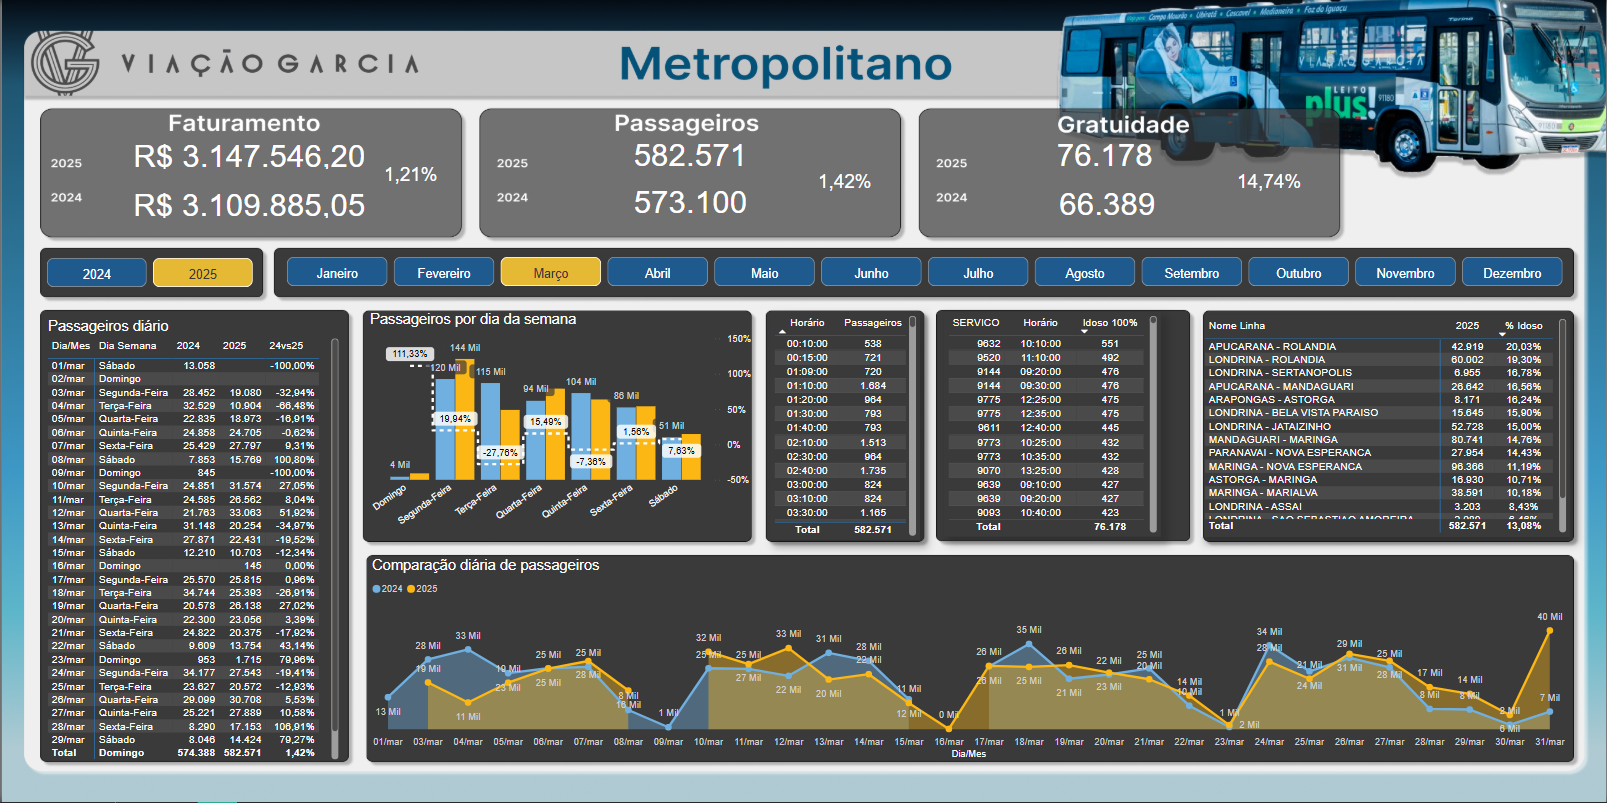 Campo Mourão • Ubiratã • Cascavel • Medianeira • Foz do Iguaçu
VIAÇÃO GARCIA
Metropolitano
VIAÇÃO GARCIA
LEITO
plus!
91180
Faturamento
2025 R$ 3.147.546,20
1,21%
2024 R$ 3.109.885,05
Passageiros
2025 582.571
1,42%
2024 573.100
Gratuidade
2025 76.178
14,74%
2024 66.389
2024 2025
Janeiro Fevereiro Março Abril Maio Junho Julho Agosto Setembro Outubro Novembro Dezembro
Passageiros diário
Dia/Mes Dia Semana 2024 2025 24vs25
01/mar Sábado 13.058 -100,00%
02/mar Domingo
03/mar Segunda-Feira 28.452 19.080 -32,94%
04/mar Terça-Feira 32.529 10.904 -66,48%
05/mar Quarta-Feira 22.835 18.973 -16,91%
06/mar Quinta-Feira 24.858 24.705 -0,62%
07/mar Sexta-Feira 25.429 27.797 9,31%
08/mar Sábado 7.853 15.769 100,80%
09/mar Domingo 845 -100,00%
10/mar Segunda-Feira 24.851 31.574 27,05%
11/mar Terça-Feira 24.585 26.562 8,04%
12/mar Quarta-Feira 21.763 33.063 51,92%
13/mar Quinta-Feira 31.148 20.254 -34,97%
14/mar Sexta-Feira 27.871 22.431 -19,52%
15/mar Sábado 12.210 10.703 -12,34%
16/mar Domingo 145 0,00%
17/mar Segunda-Feira 25.570 25.815 0,96%
18/mar Terça-Feira 34.744 25.393 -26,91%
19/mar Quarta-Feira 20.578 26.138 27,02%
20/mar Quinta-Feira 22.300 23.056 3,39%
21/mar Sexta-Feira 24.822 20.375 -17,92%
22/mar Sábado 9.609 13.754 43,14%
23/mar Domingo 953 1.715 79,96%
24/mar Segunda-Feira 34.177 27.543 -19,41%
25/mar Terça-Feira 23.627 20.572 -12,93%
26/mar Quarta-Feira 29.099 30.708 5,53%
27/mar Quinta-Feira 25.221 27.889 10,58%
28/mar Sexta-Feira 8.290 17.153 106,91%
29/mar Sábado 8.046 14.424 79,27%
Total Domingo 574.388 582.571 1,42%
Passageiros por dia da semana
150%
100%
50%
0%
-50%
4 Mil 120 Mil 144 Mil 115 Mil 94 Mil 104 Mil 86 Mil 51 Mil
111,33% 19,94% -27,76% 15,49% -7,36% 1,56% 7,63%
Domingo Segunda-Feira Terça-Feira Quarta-Feira Quinta-Feira Sexta-Feira Sábado
Horário Passageiros
00:10:00 538
00:15:00 721
01:09:00 720
01:10:00 1.684
01:20:00 964
01:30:00 793
01:40:00 793
02:10:00 1.513
02:30:00 964
02:40:00 1.735
03:00:00 824
03:10:00 824
03:30:00 1.165
Total 582.571
SERVICO Horário Idoso 100%
9632 10:10:00 551
9520 11:10:00 492
9144 09:20:00 476
9144 09:30:00 476
9775 12:25:00 475
9775 12:35:00 475
9611 12:40:00 445
9773 10:25:00 432
9773 10:35:00 432
9070 13:25:00 428
9639 09:10:00 427
9639 09:20:00 427
9093 10:40:00 423
Total 76.178
Nome Linha 2025 % Idoso
APUCARANA - ROLANDIA 42.919 20,03%
LONDRINA - ROLANDIA 60.002 19,30%
LONDRINA - SERTANOPOLIS 6.955 16,78%
APUCARANA - MANDAGUARI 26.642 16,56%
ARAPONGAS - ASTORGA 8.171 16,24%
LONDRINA - BELA VISTA PARAISO 15.645 15,90%
LONDRINA - JATAIZINHO 52.728 15,00%
MANDAGUARI - MARINGA 80.741 14,76%
PARANAVAI - NOVA ESPERANCA 27.954 14,43%
MARINGA - NOVA ESPERANCA 96.366 11,19%
ASTORGA - MARINGA 16.930 10,71%
MARINGA - MARIALVA 38.591 10,18%
LONDRINA - ASSAI 3.203 8,43%
LONDRINA - SAO SEBASTIAO AMOREIRA
Total 582.571 13,08%
Comparação diária de passageiros
2024 2025
13 Mil 28 Mil 33 Mil 19 Mil 25 Mil 25 Mil 8 Mil 1 Mil 32 Mil 25 Mil 33 Mil 31 Mil 28 Mil 11 Mil 0 Mil 26 Mil 35 Mil 26 Mil 22 Mil 25 Mil 14 Mil 1 Mil 34 Mil 21 Mil 29 Mil 25 Mil 17 Mil 14 Mil 2 Mil 40 Mil
19 Mil 11 Mil 23 Mil 25 Mil 28 Mil 16 Mil 25 Mil 27 Mil 22 Mil 20 Mil 22 Mil 12 Mil 26 Mil 25 Mil 21 Mil 23 Mil 20 Mil 10 Mil 2 Mil 28 Mil 24 Mil 31 Mil 28 Mil 8 Mil 8 Mil 7 Mil
01/mar 03/mar 04/mar 05/mar 06/mar 07/mar 08/mar 09/mar 10/mar 11/mar 12/mar 13/mar 14/mar 15/mar 16/mar 17/mar 18/mar 19/mar 20/mar 21/mar 22/mar 23/mar 24/mar 25/mar 26/mar 27/mar 28/mar 29/mar 30/mar 31/mar
Dia/Mes